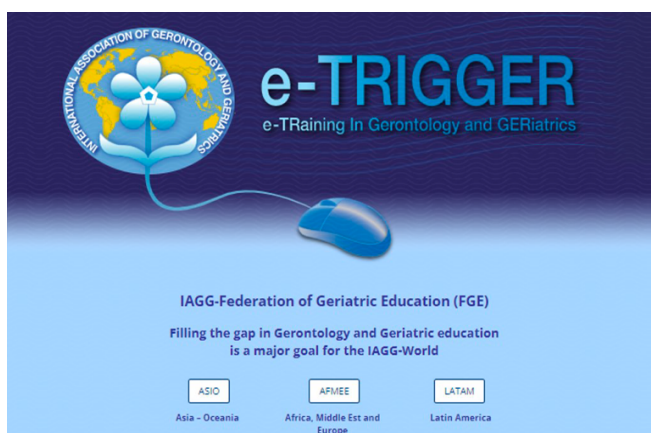 INTERNATIONAL ASSOCIATION OF GERONTOLOGY AND GERIATRICS
e-TRIGGER
e-TRaining In Gerontology and GERiatrics
IAGG-Federation of Geriatric Education (FGE)
Filling the gap in Gerontology and Geriatric education
is a major goal for the IAGG-World
ASIO
AFMEE
LATAM
Asia – Oceania
Africa, Middle Est and
Europe
Latin America